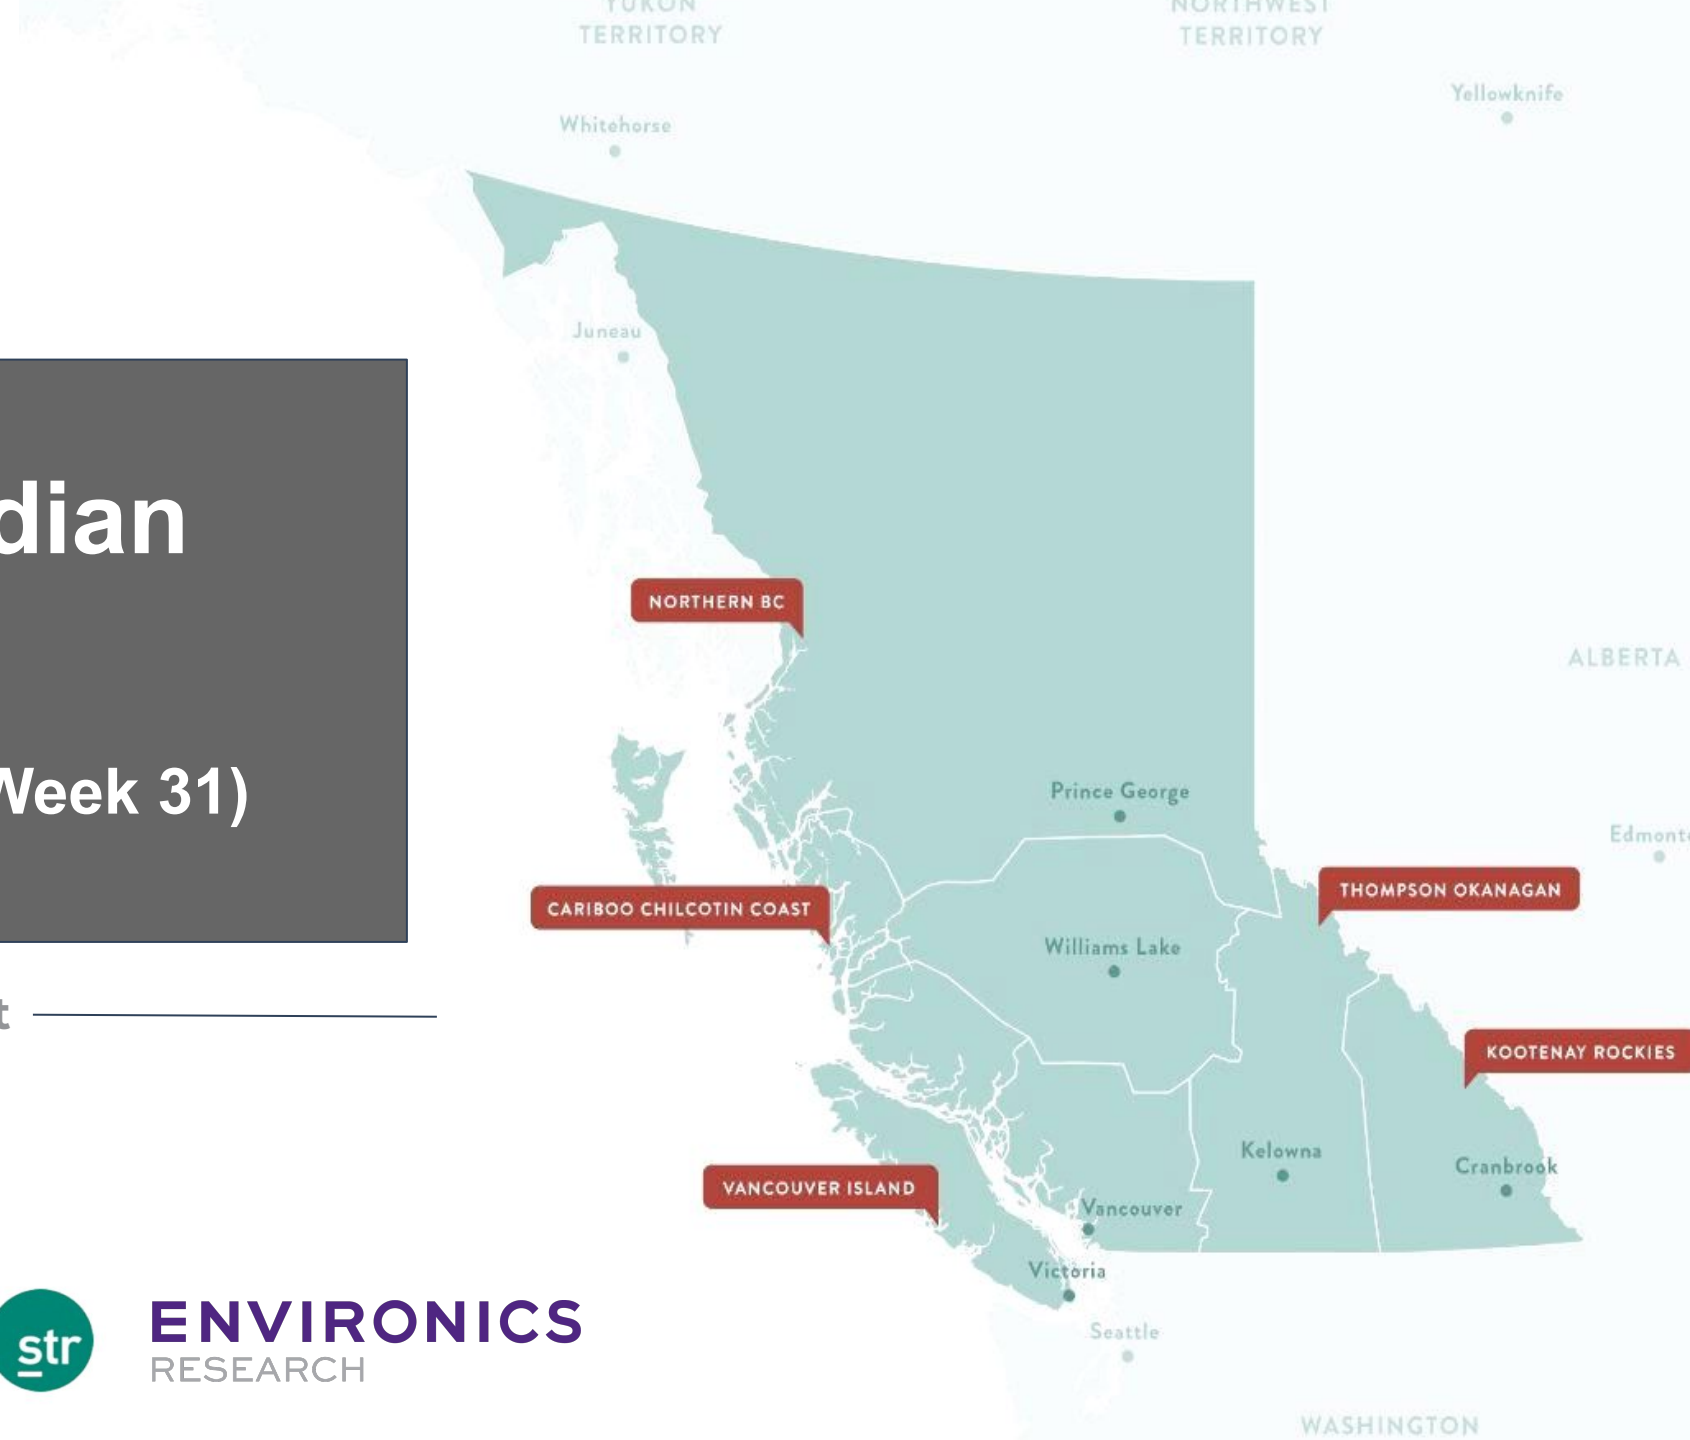 YUKON
TERRITORY
NORTHWEST
TERRITORY
Yellowknife
Whitehorse
Juneau
dian
NORTHERN BC
ALBERTA
Week 31)
Prince George
Edmont
CARIBOO CHILCOTIN COAST
THOMPSON OKANAGAN
Williams Lake
t
KOOTENAY ROCKIES
Kelowna
Cranbrook
VANCOUVER ISLAND
Vancouver
Victoria
str
ENVIRONICS
RESEARCH
Seattle
WASHINGTON